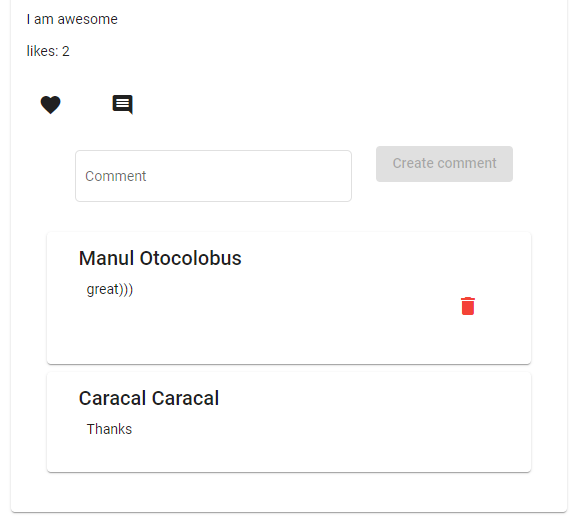 I am awesome
likes: 2
Comment
Create comment
Manul Otocolobus
great)))
Caracal Caracal
Thanks